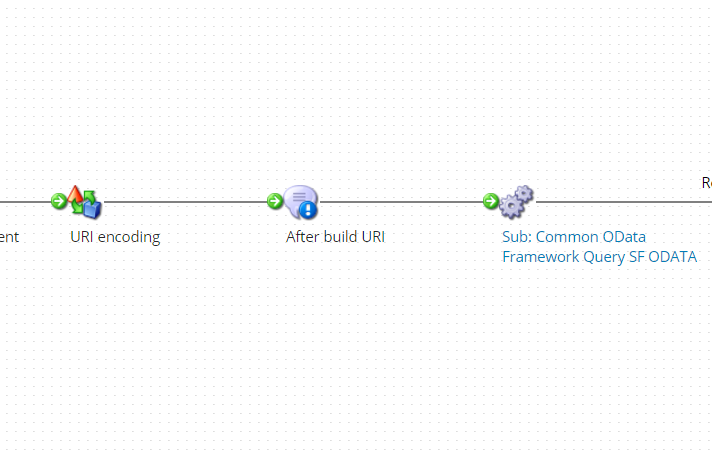 R
ent
URI encoding
After build URI
Sub: Common OData
Framework Query SF ODATA